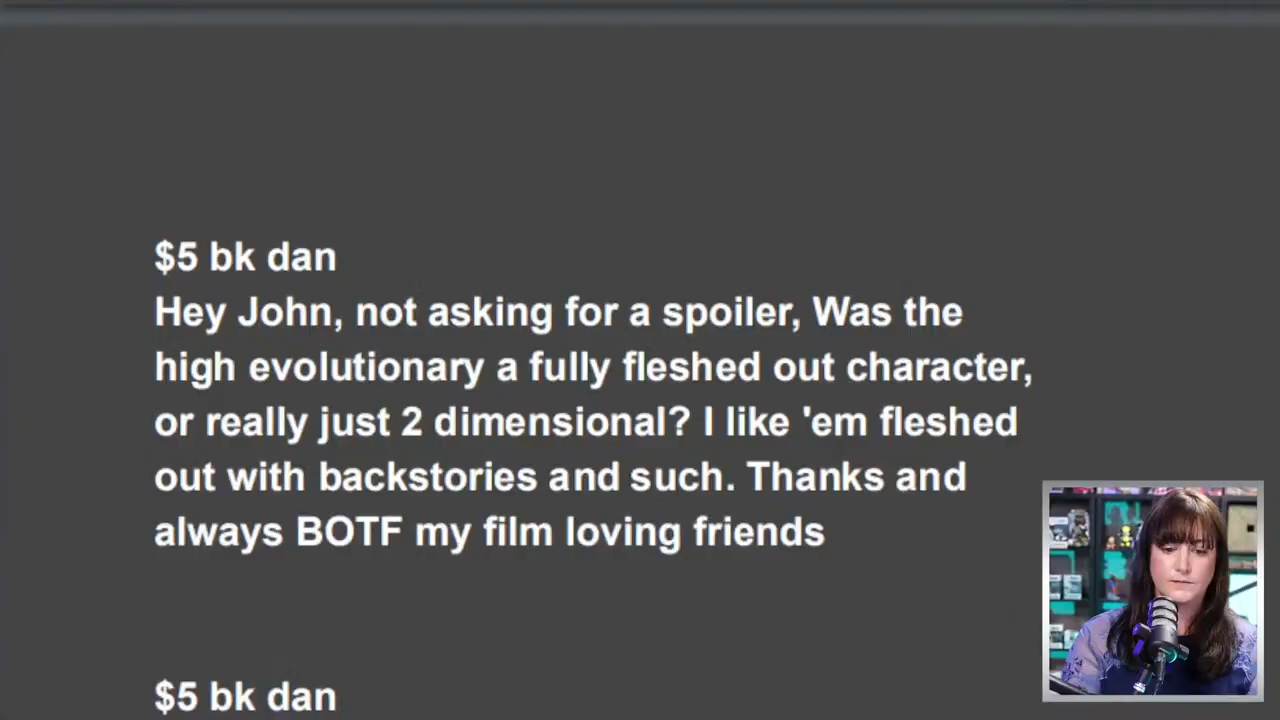 $5 bk dan
Hey John, not asking for a spoiler, Was the
high evolutionary a fully fleshed out character,
or really just 2 dimensional? I like 'em fleshed
out with backstories and such. Thanks and
always BOTF my film loving friends
$5 bk dan